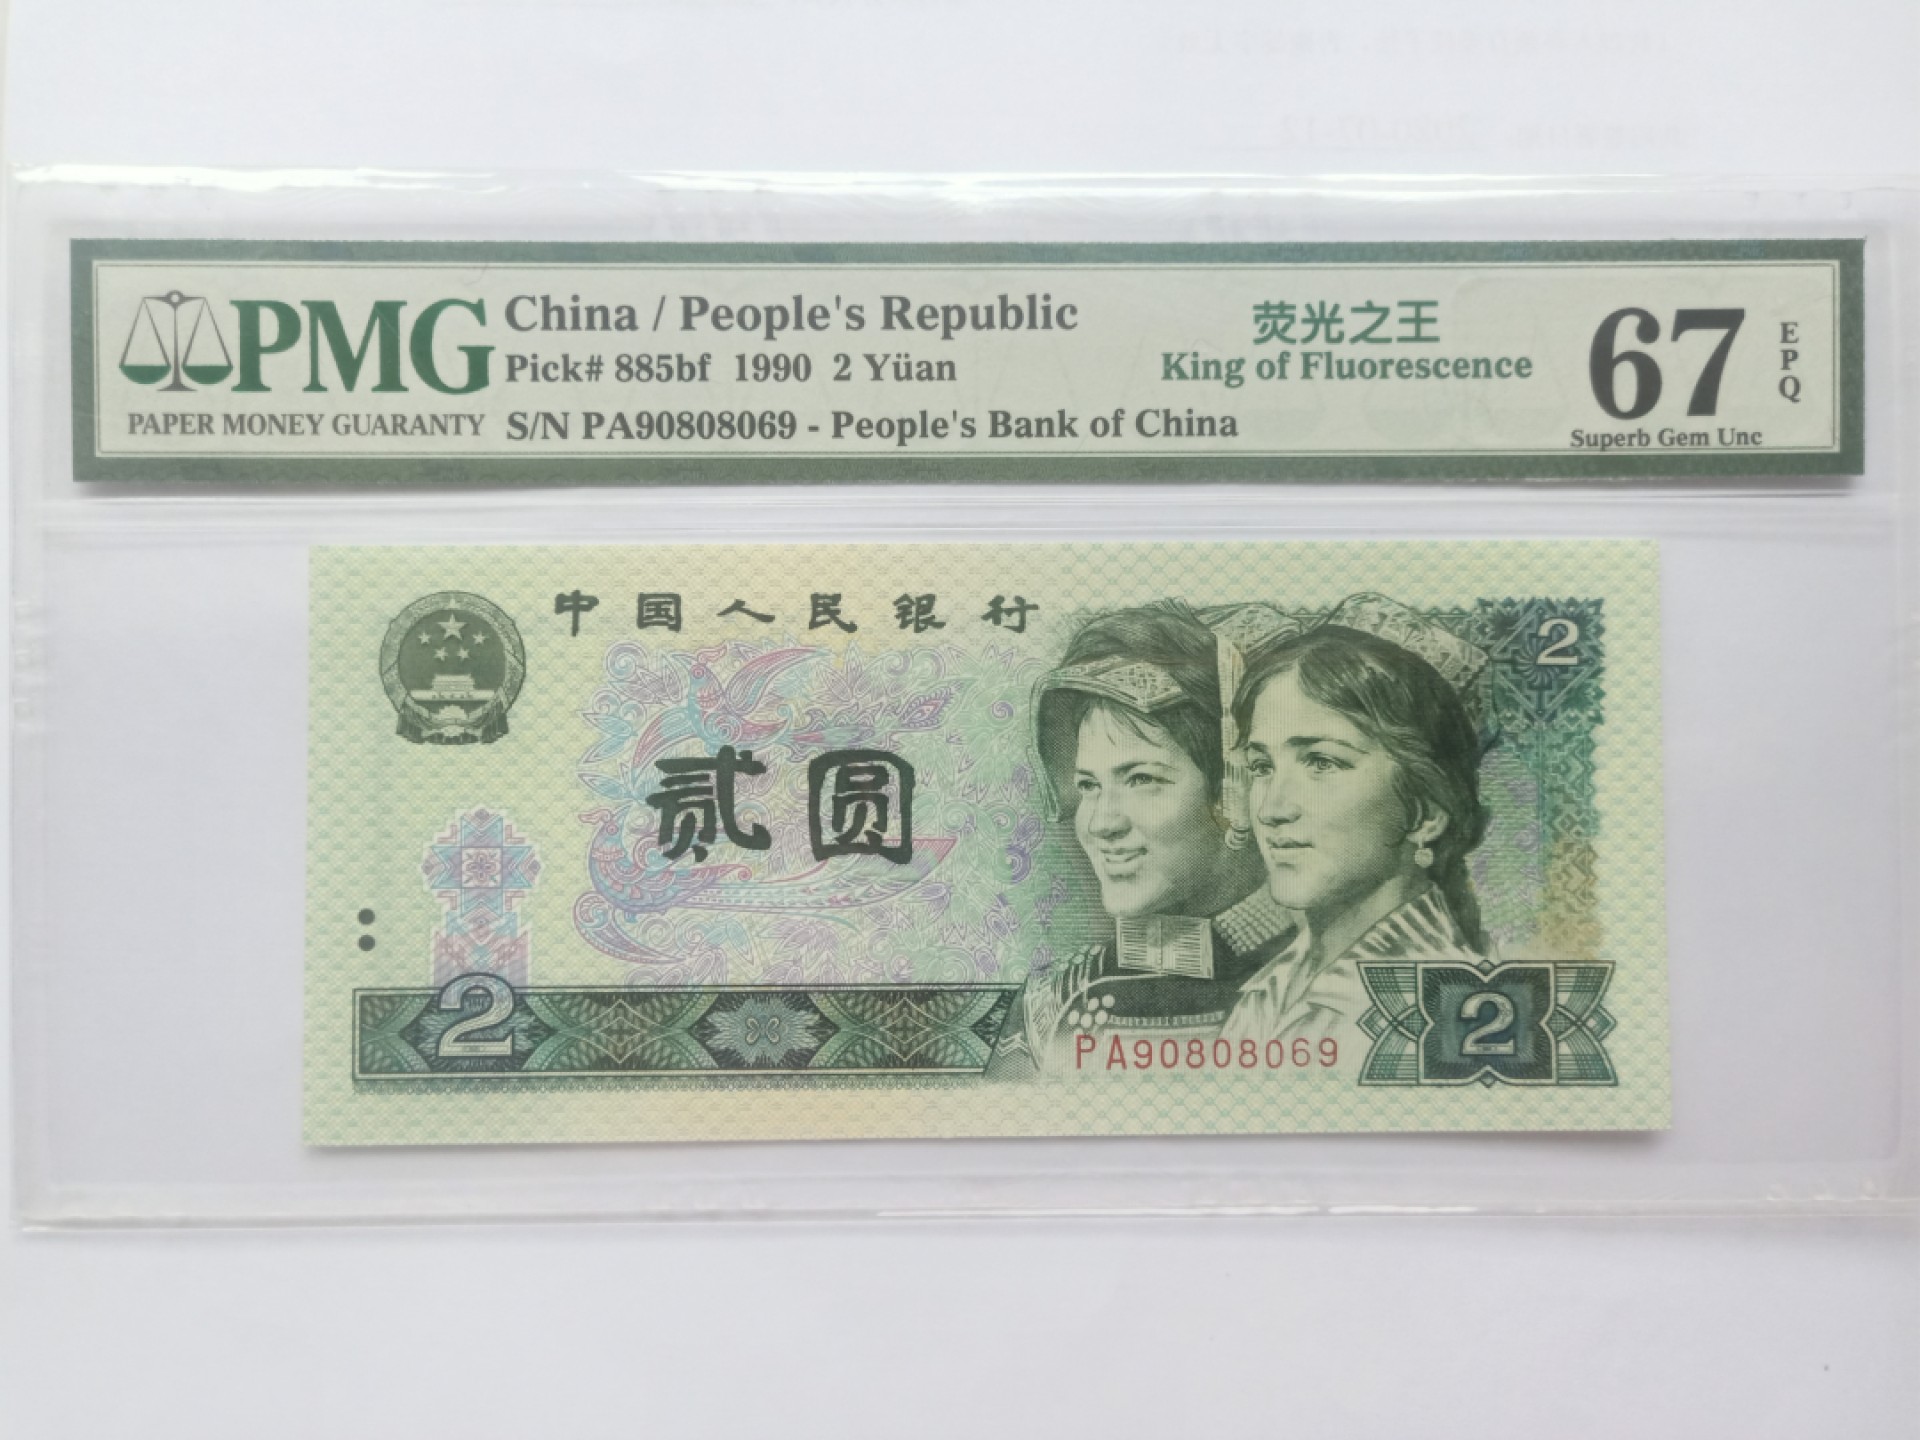 PMG
PAPER MONEY GUARANTY
China / People's Republic
Pick# 885bf 1990 2 Yüan
S/N PA90808069 - People's Bank of China
荧光之王
King of Fluorescence
67
EPQ
Superb Gem Unc
中国人民银行
2
贰圆
2
PA90808069
2